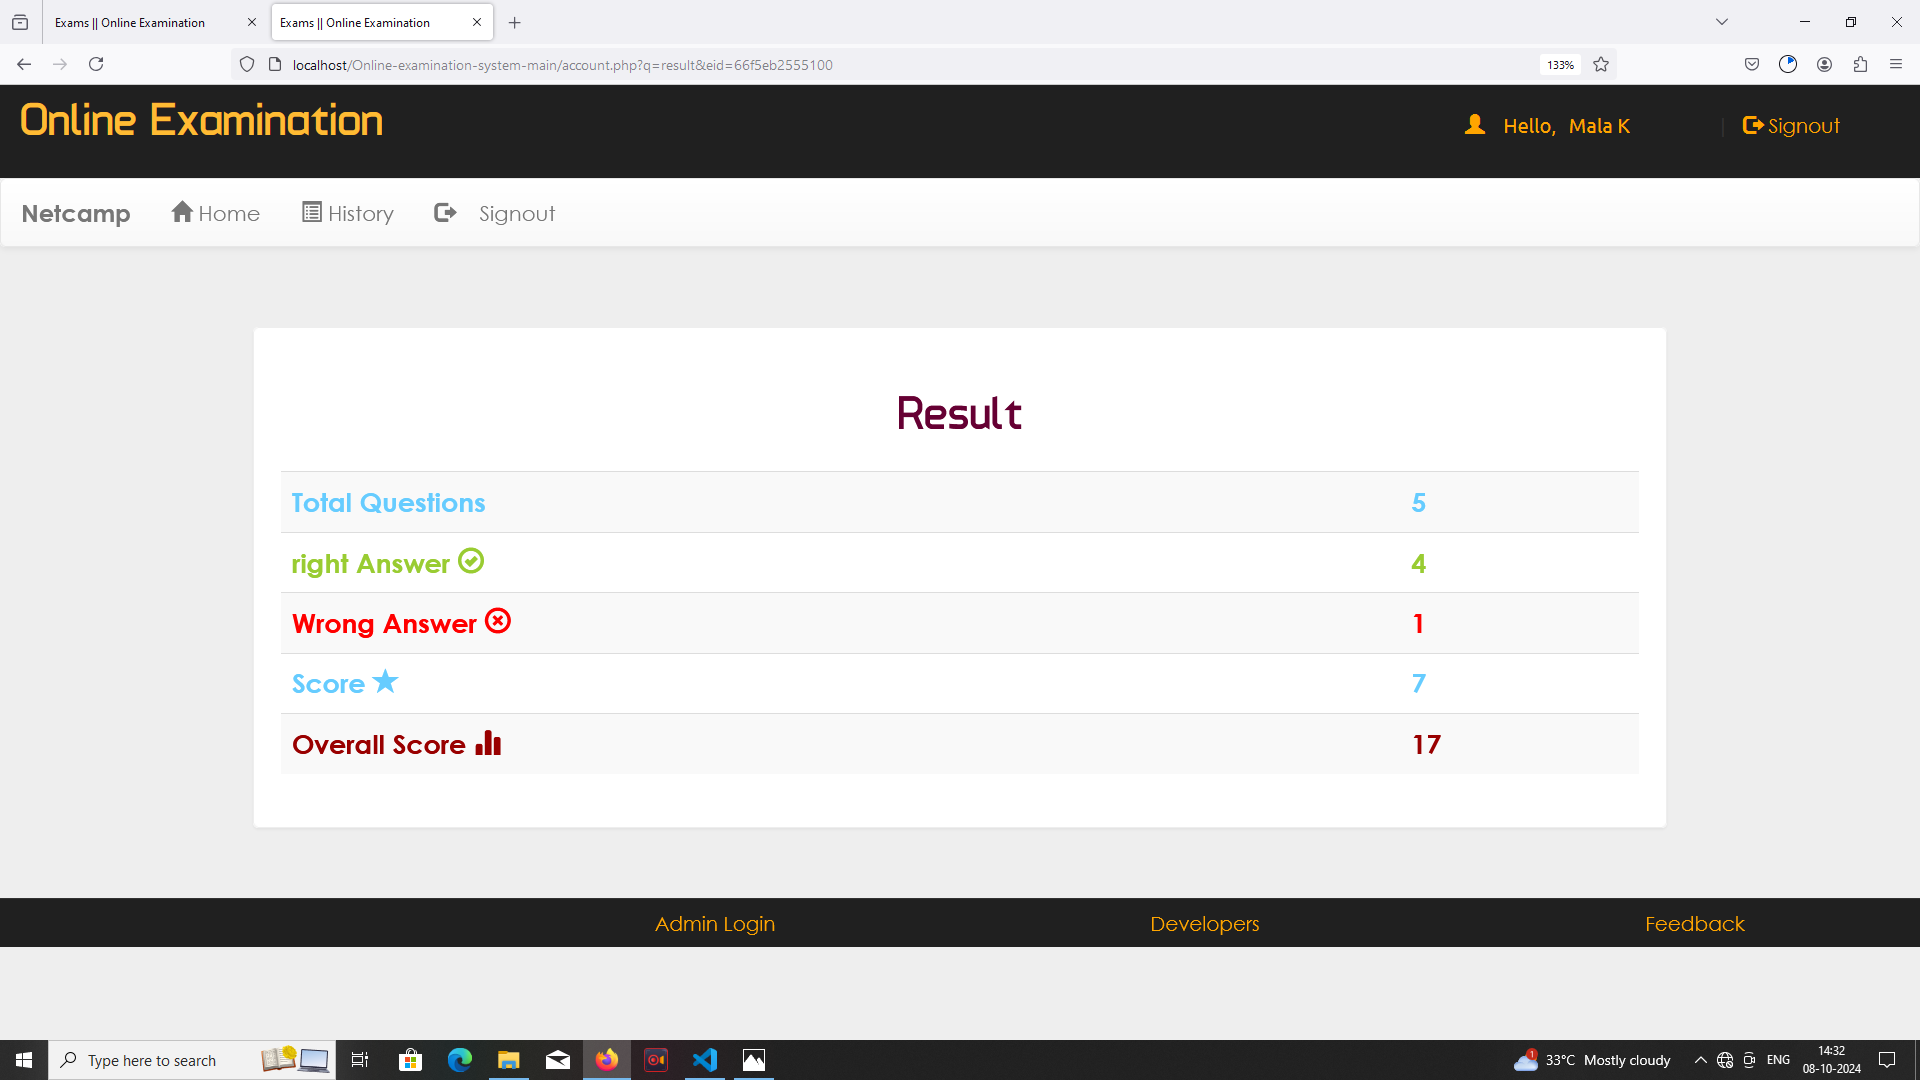 Exams || Online Examination
Exams || Online Examination
localhost/Online-examination-system-main/account.php?q=result&eid=66f5eb2555100
133%
Online Examination
Hello, Mala K
| Signout
Netcamp
Home
History
Signout
Result
Total Questions 5
right Answer 4
Wrong Answer 1
Score 7
Overall Score 17
Admin Login
Developers
Feedback
Type here to search
1
33°C Mostly cloudy
ENG
14:32
08-10-2024